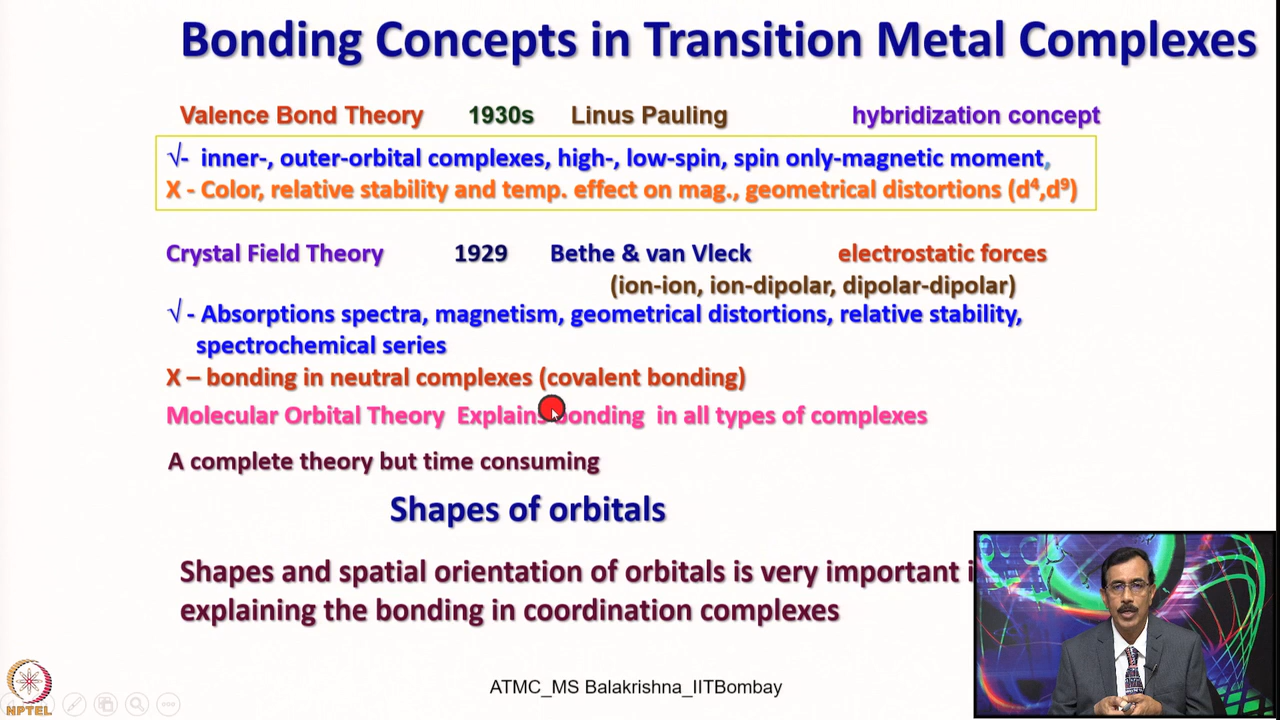 Bonding Concepts in Transition Metal Complexes
Valence Bond Theory 1930s Linus Pauling hybridization concept
√- inner-, outer-orbital complexes, high-, low-spin, spin only-magnetic moment,
X - Color, relative stability and temp. effect on mag., geometrical distortions (d⁴,d⁹)
Crystal Field Theory 1929 Bethe & van Vleck electrostatic forces
(ion-ion, ion-dipolar, dipolar-dipolar)
√ - Absorptions spectra, magnetism, geometrical distortions, relative stability,
spectrochemical series
X – bonding in neutral complexes (covalent bonding)
Molecular Orbital Theory Explains bonding in all types of complexes
A complete theory but time consuming
Shapes of orbitals
Shapes and spatial orientation of orbitals is very important
explaining the bonding in coordination complexes
ATMC_MS Balakrishna_IITBombay
NPTEL